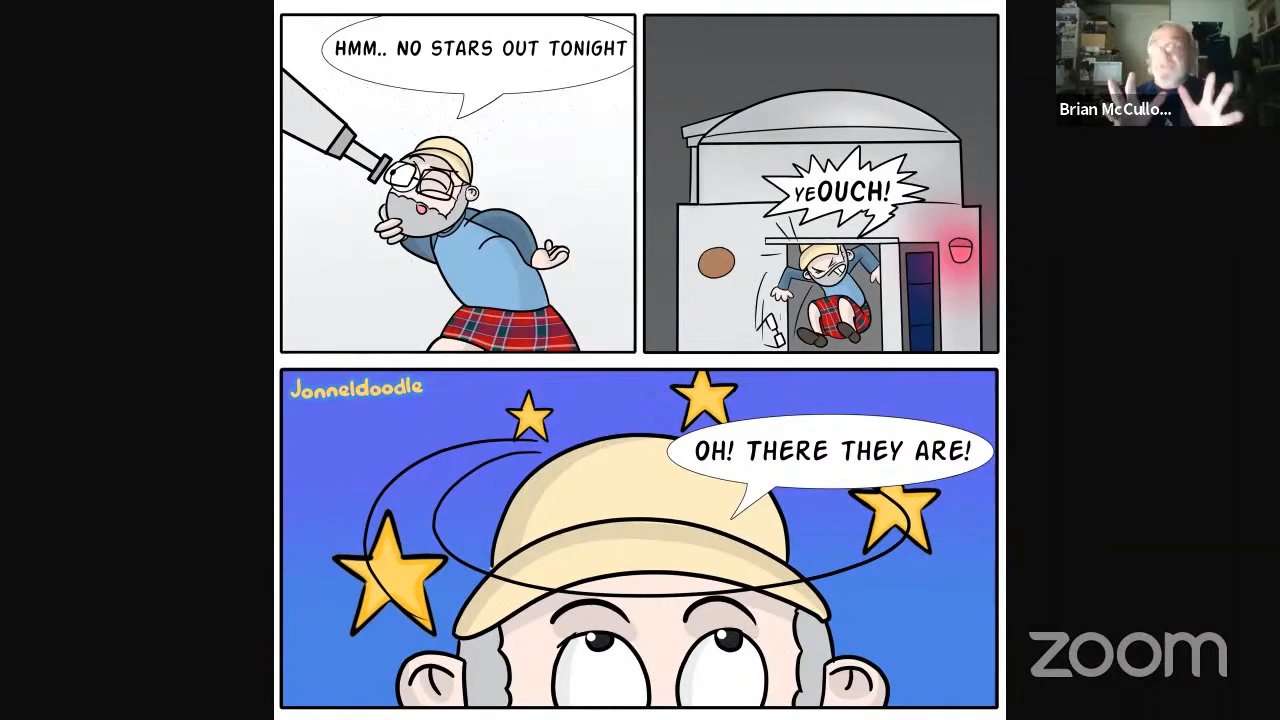 HMM.. NO STARS OUT TONIGHT
YEOUCH!
Jonneldoodle
OH! THERE THEY ARE!
Brian McCullo...
zoom